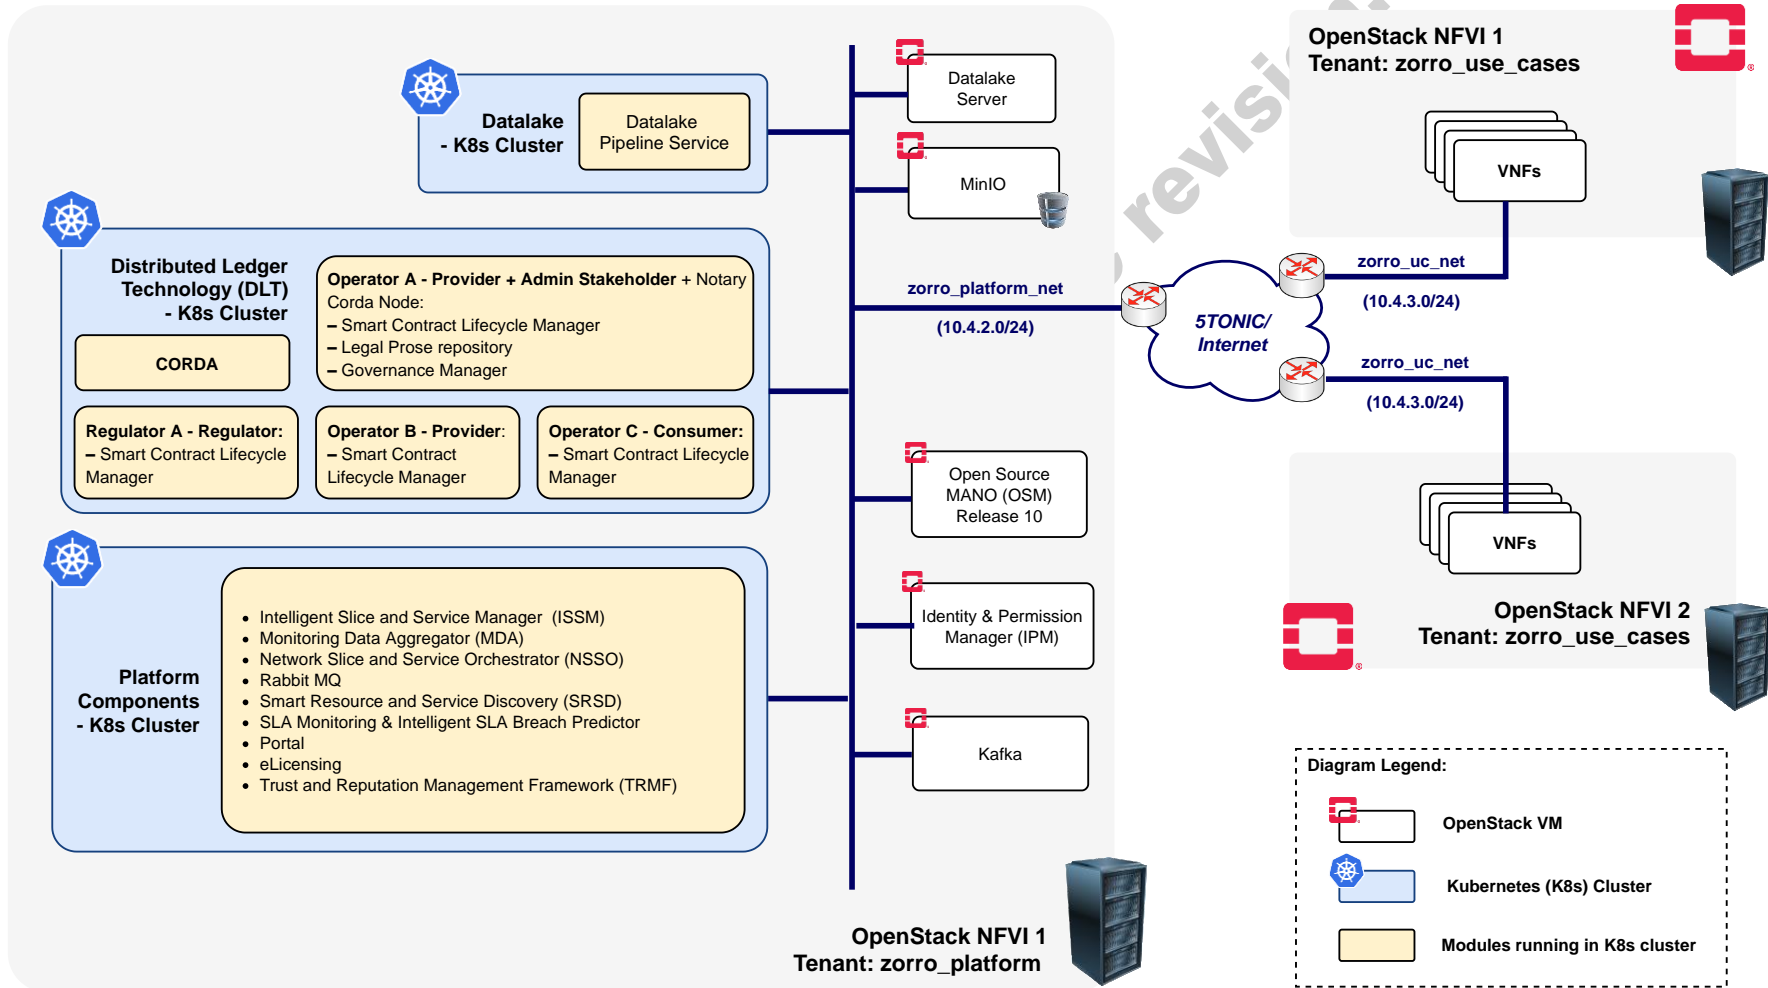 Datalake
- K8s Cluster
Datalake
Pipeline Service
Distributed Ledger
Technology (DLT)
- K8s Cluster
CORDA
Operator A - Provider + Admin Stakeholder + Notary
Corda Node:
– Smart Contract Lifecycle Manager
– Legal Prose repository
– Governance Manager
Regulator A - Regulator:
– Smart Contract Lifecycle
Manager
Operator B - Provider:
– Smart Contract
Lifecycle Manager
Operator C - Consumer:
– Smart Contract Lifecycle
Manager
Platform
Components
- K8s Cluster
• Intelligent Slice and Service Manager (ISSM)
• Monitoring Data Aggregator (MDA)
• Network Slice and Service Orchestrator (NSSO)
• Rabbit MQ
• Smart Resource and Service Discovery (SRSD)
• SLA Monitoring & Intelligent SLA Breach Predictor
• Portal
• eLicensing
• Trust and Reputation Management Framework (TRMF)
Datalake
Server
MinIO
zorro_platform_net
(10.4.2.0/24)
Open Source
MANO (OSM)
Release 10
Identity & Permission
Manager (IPM)
Kafka
OpenStack NFVI 1
Tenant: zorro_platform
5TONIC/
Internet
OpenStack NFVI 1
Tenant: zorro_use_cases
VNFs
zorro_uc_net
(10.4.3.0/24)
zorro_uc_net
(10.4.3.0/24)
VNFs
OpenStack NFVI 2
Tenant: zorro_use_cases
Diagram Legend:
OpenStack VM
Kubernetes (K8s) Cluster
Modules running in K8s cluster